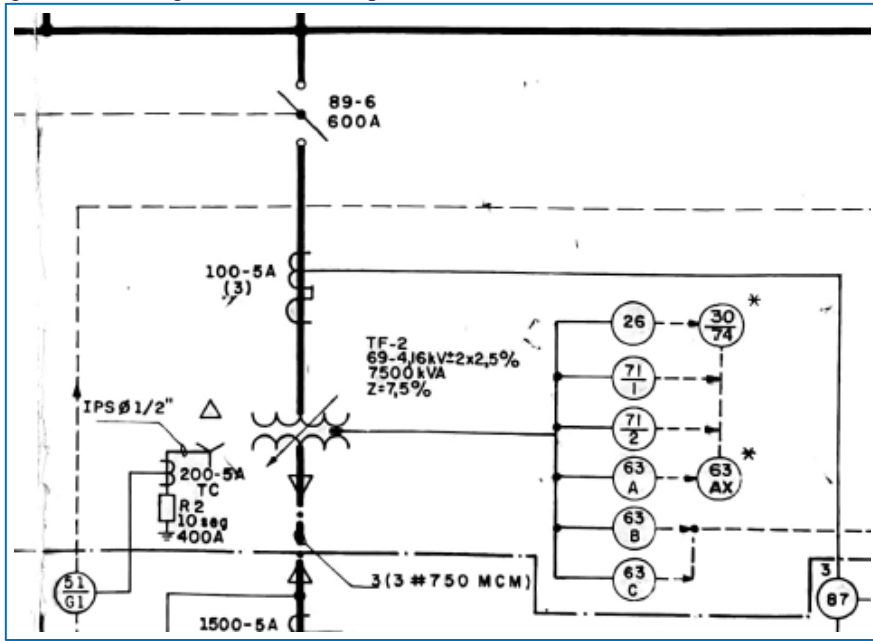 89-6
600A
100-5A
(3)
TF-2
69-4,16kV±2x2,5%
7500kVA
Z=7,5%
26
30
74
*
71
1
71
2
63
A
63
AX
*
63
B
63
C
IPSØ1/2"
200-5A
TC
R2
10seg
400A
51
G1
3(3#750 MCM)
1500-5A
3
87